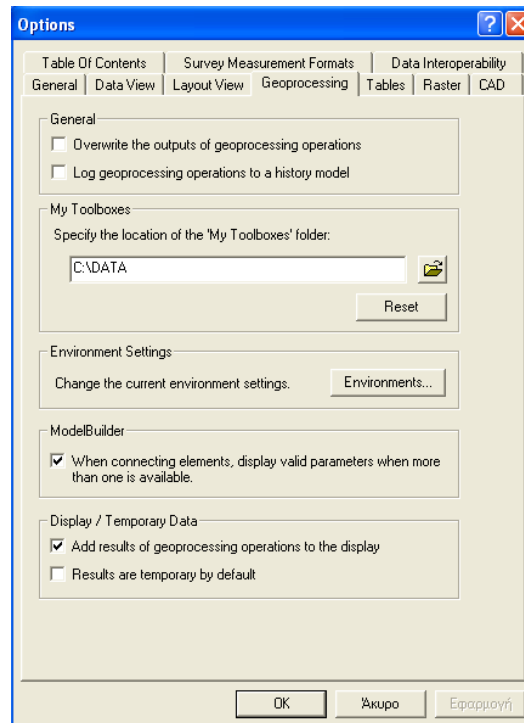 Options
Table Of Contents Survey Measurement Formats Data Interoperability
General Data View Layout View Geoprocessing Tables Raster CAD
General
Overwrite the outputs of geoprocessing operations
Log geoprocessing operations to a history model
My Toolboxes
Specify the location of the 'My Toolboxes' folder:
C:\DATA
Reset
Environment Settings
Change the current environment settings. Environments...
ModelBuilder
When connecting elements, display valid parameters when more
than one is available.
Display / Temporary Data
Add results of geoprocessing operations to the display
Results are temporary by default
OK Άκυρο Εφαρμογή